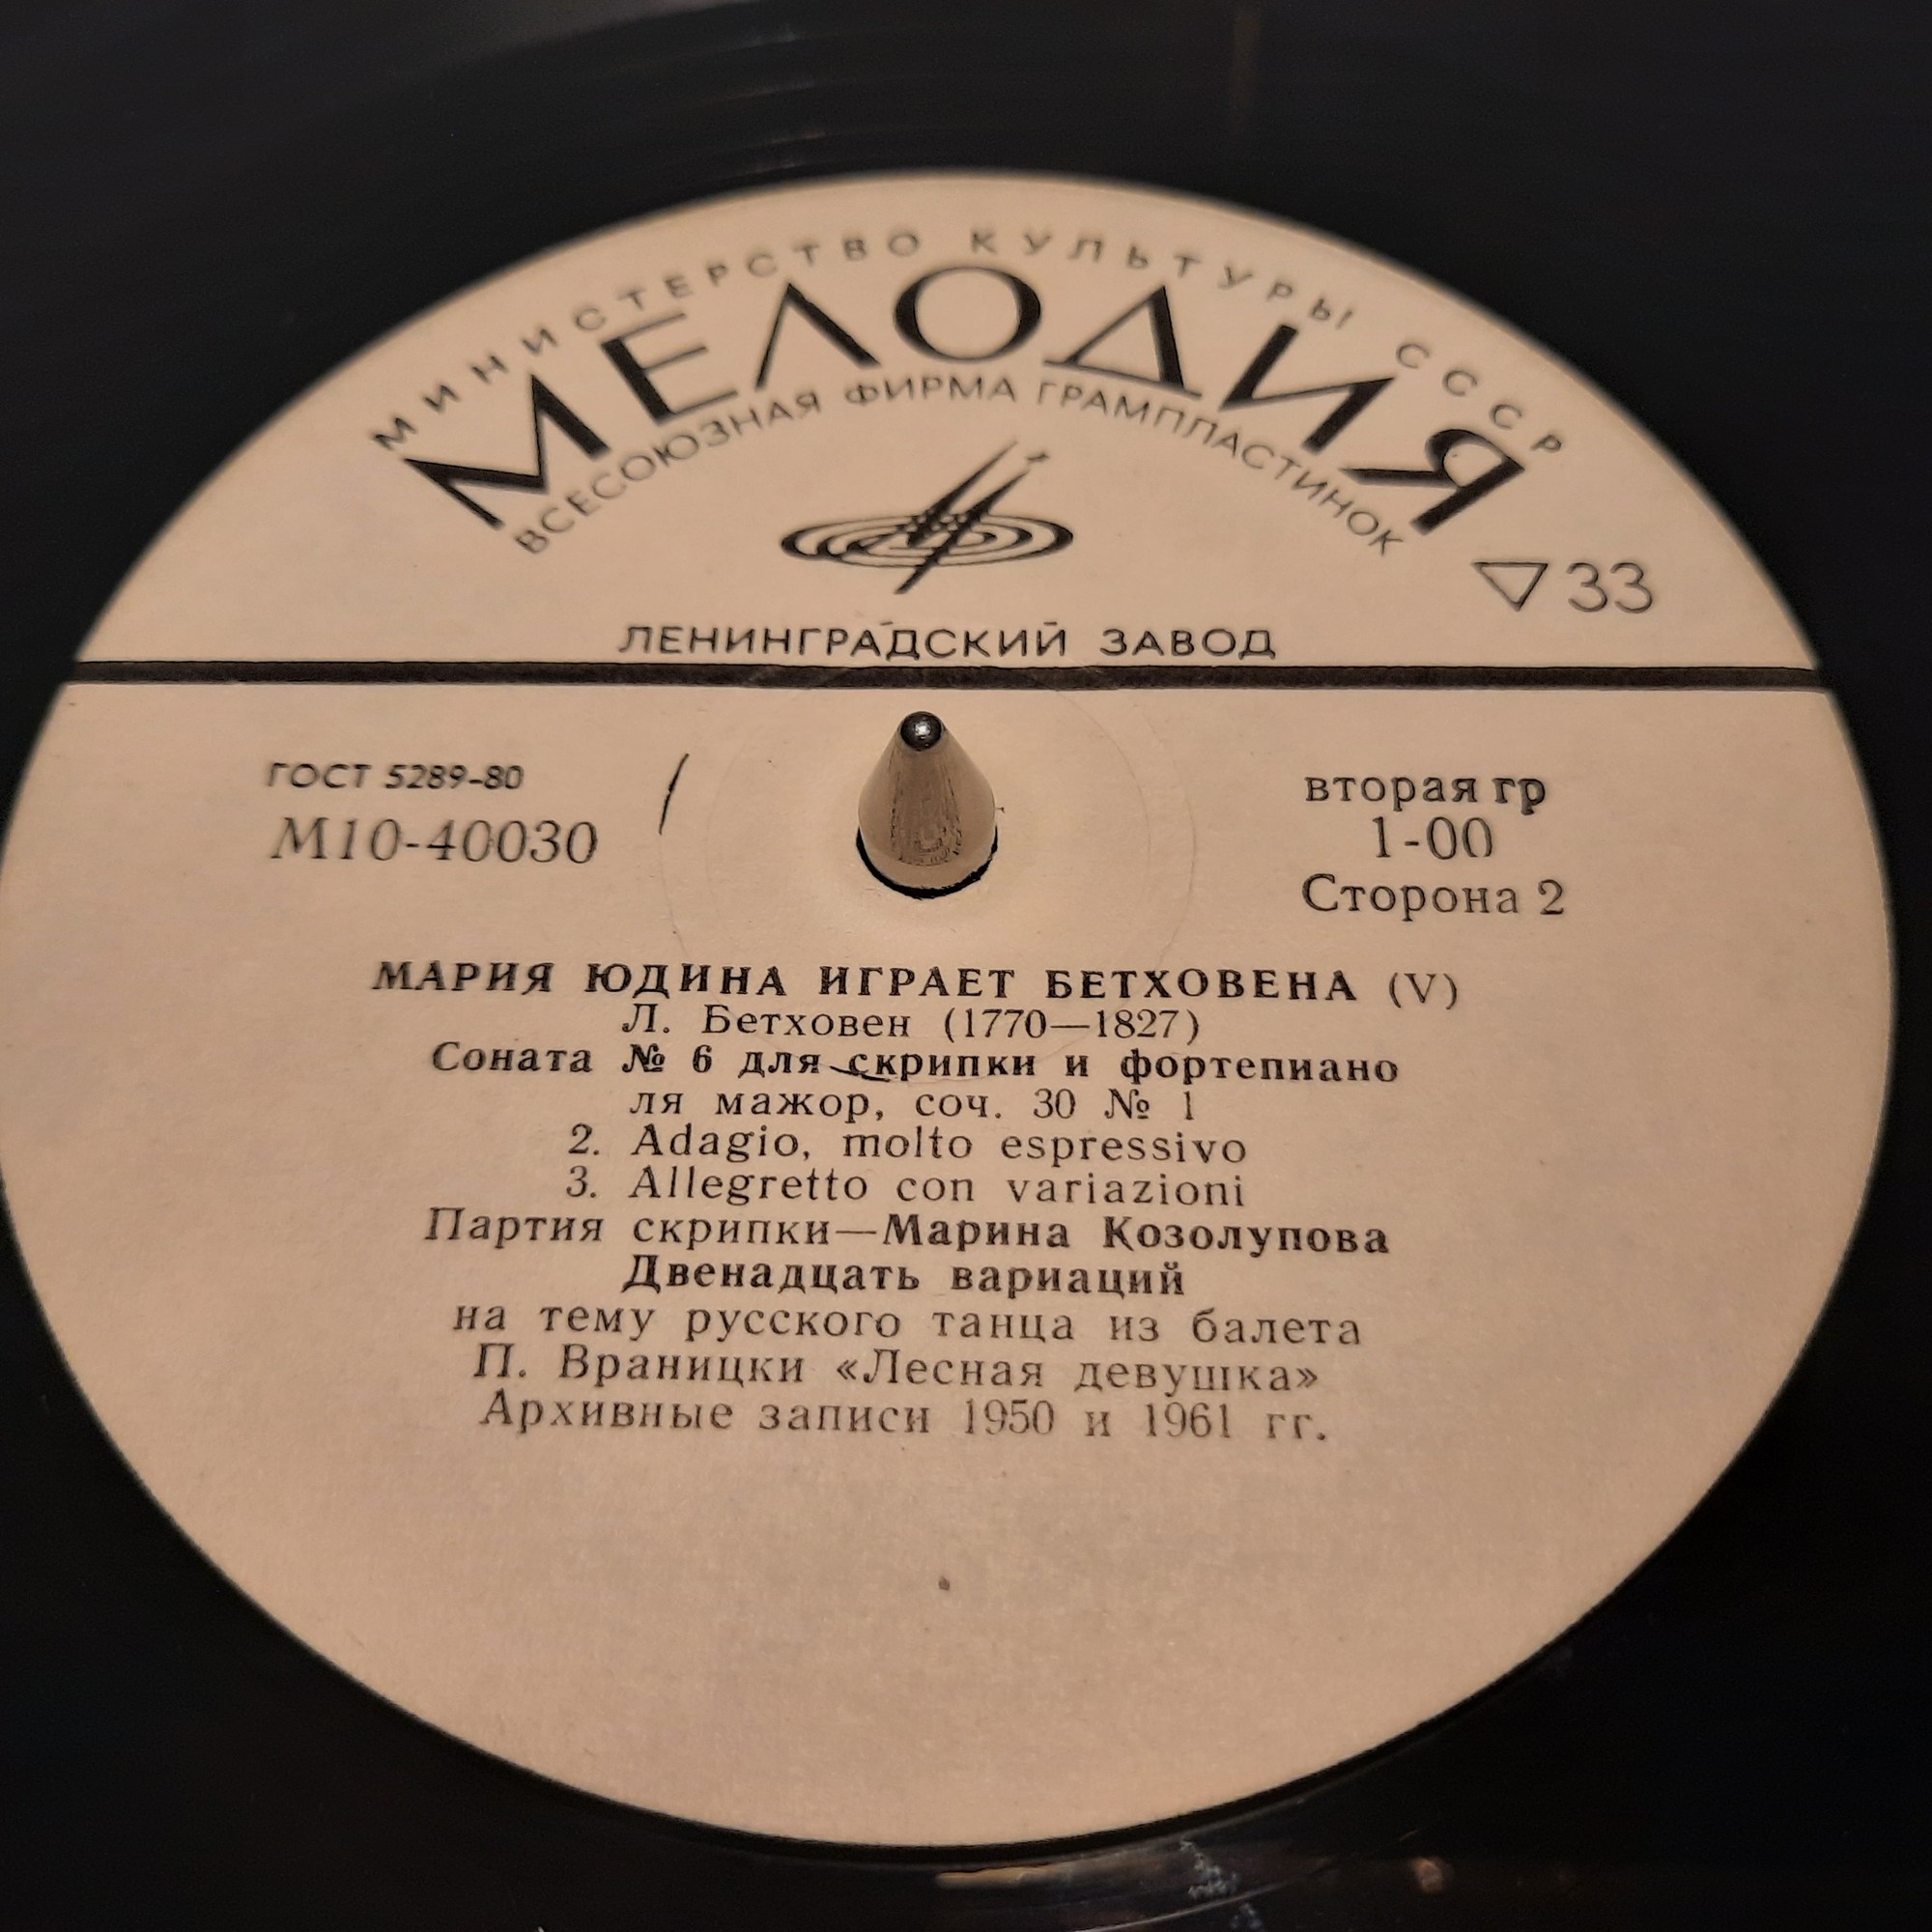 МИНИСТЕРСТВО КУЛЬТУРЫ СССР
МЕЛОДИЯ
ВСЕСОЮЗНАЯ ФИРМА ГРАМПЛАСТИНОК
33
ЛЕНИНГРАДСКИЙ ЗАВОД
ГОСТ 5289-80
М10-40030
вторая гр
1-00
Сторона 2
МАРИЯ ЮДИНА ИГРАЕТ БЕТХОВЕНА (V)
Л. Бетховен (1770—1827)
Соната № 6 для скрипки и фортепиано
ля мажор, соч. 30 № 1
2. Adagio, molto espressivo
3. Allegretto con variazioni
Партия скрипки—Марина Козолупова
Двенадцать вариаций
на тему русского танца из балета
П. Враницки «Лесная девушка»
Архивные записи 1950 и 1961 гг.